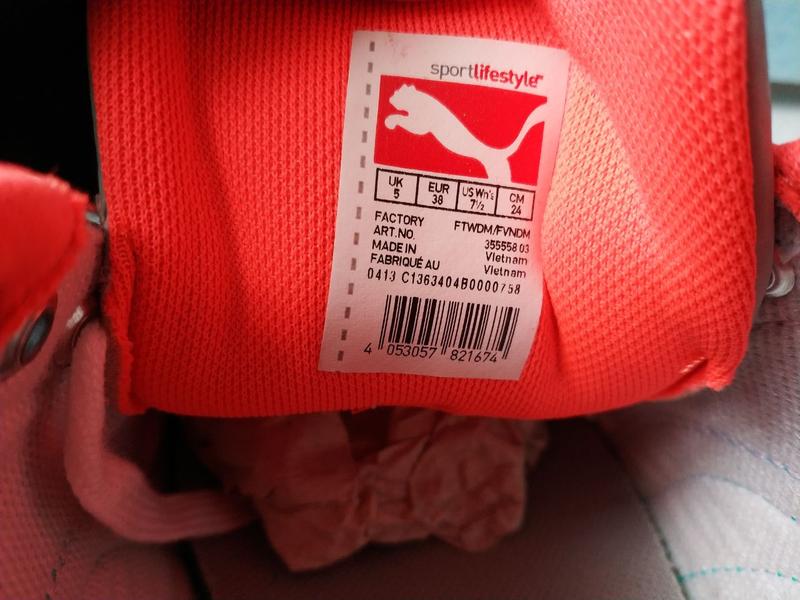 sportlifestyle
UK EUR US Wn's CM
5 38 7½ 24
FACTORY FTWDM/FVNDM
ART.NO. 355558 03
MADE IN Vietnam
FABRIQUÉ AU Vietnam
0413 C1363404B0000758
4 053057 821674